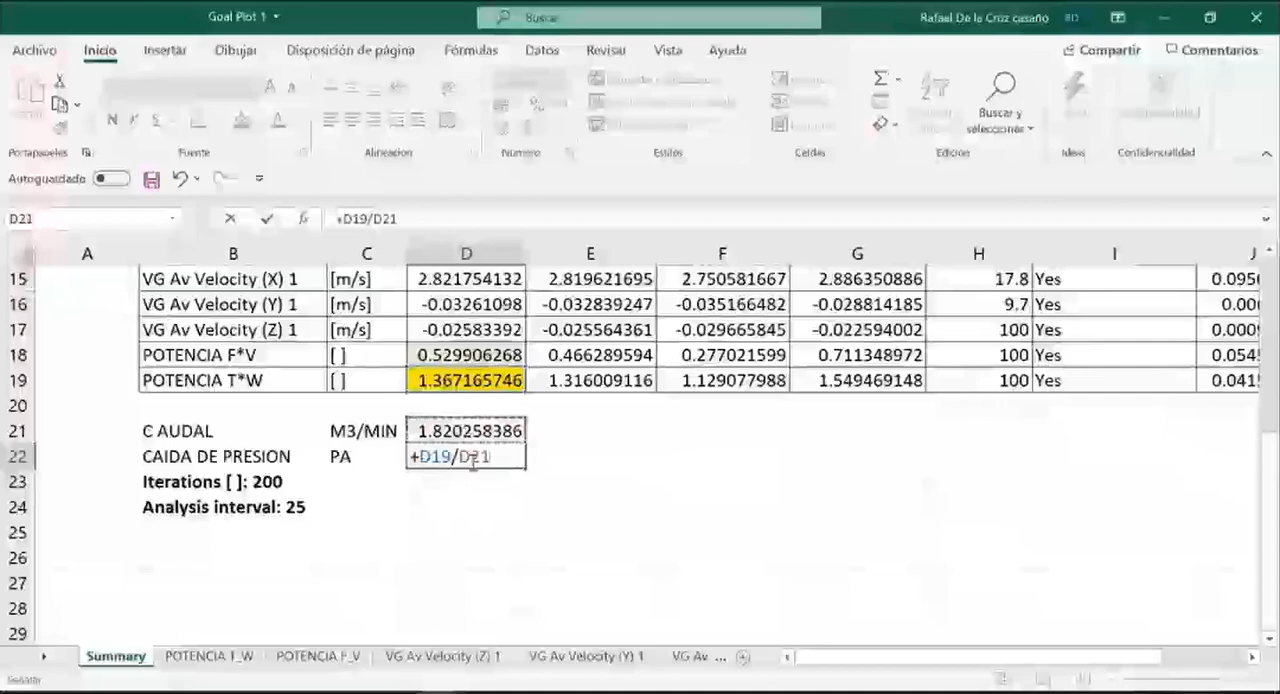 Goal Plot 1
Buscar
Rafael De la Cruz casaño
RD
Archivo Inicio Insertar Dibujar Disposición de página Fórmulas Datos Revisar Vista Ayuda Compartir Comentarios
N
Buscar y
seleccionar
Portapapeles Fuente Alineación Número Estilos Celdas Edición Ideas Confidencialidad
Autoguardado
D21 +D19/D21
A B C D E F G H I J
15 VG Av Velocity (X) 1 [m/s] 2.821754132 2.819621695 2.750581667 2.886350886 17.8 Yes 0.0956
16 VG Av Velocity (Y) 1 [m/s] -0.03261098 -0.032839247 -0.035166482 -0.028814185 9.7 Yes 0.00
17 VG Av Velocity (Z) 1 [m/s] -0.02583392 -0.025564361 -0.029665845 -0.022594002 100 Yes
18 POTENCIA F*V [ ] 0.529906268 0.466289594 0.277021599 0.711348972 100 Yes
19 POTENCIA T*W [ ] 1.367165746 1.316009116 1.129077988 1.549469148 100 Yes
20
21 C AUDAL M3/MIN 1.820258386
22 CAIDA DE PRESION PA +D19/D21
23 Iterations [ ]: 200
24 Analysis interval: 25
25
26
27
28
29
Summary POTENCIA T_W POTENCIA F_V VG Av Velocity (Z) 1 VG Av Velocity (Y) 1 VG Av ...
Señalar